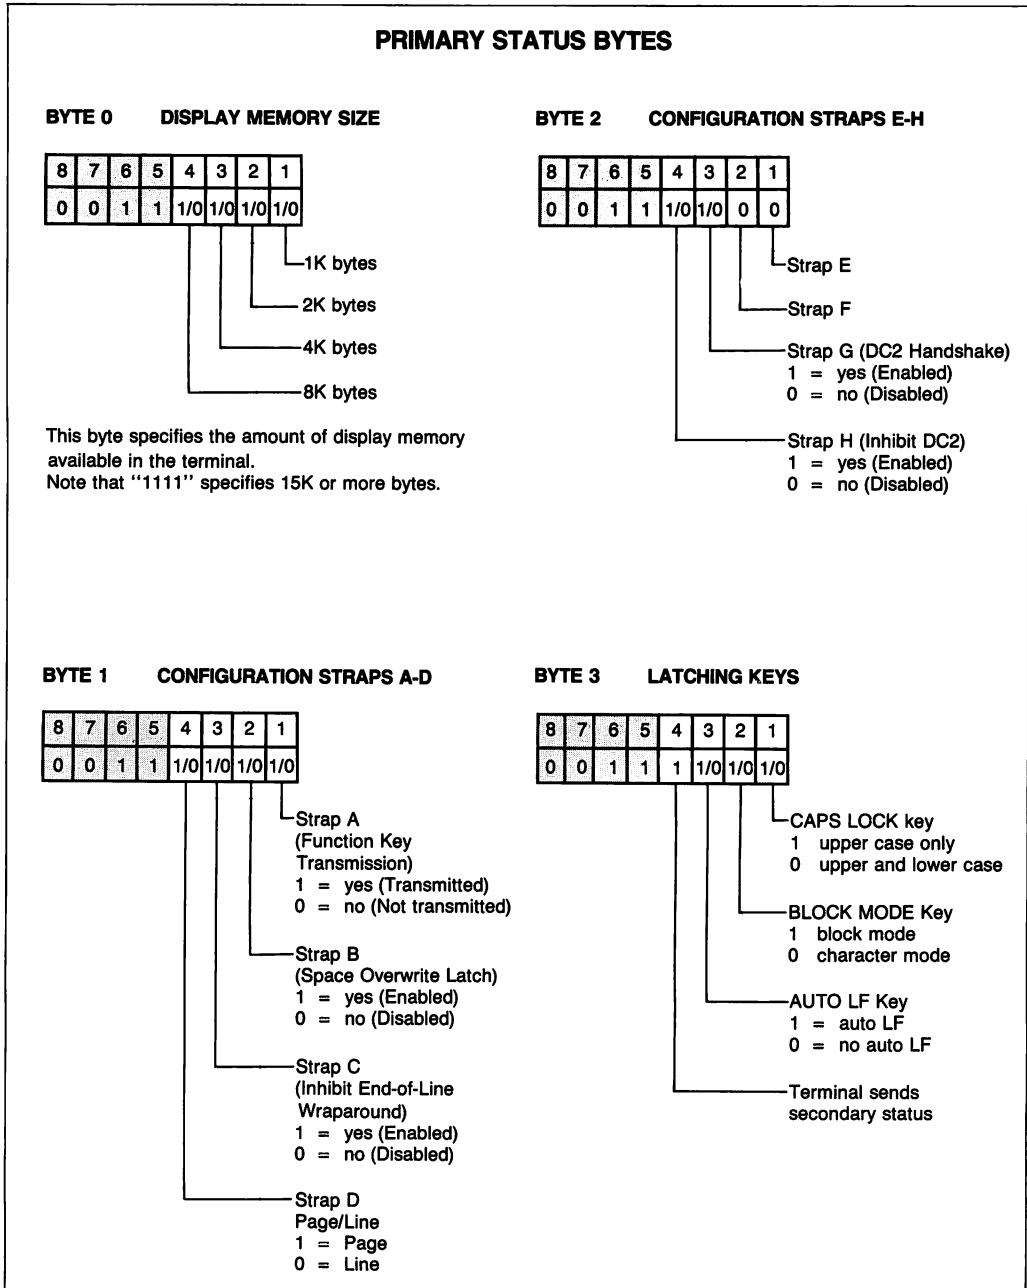 PRIMARY STATUS BYTES
BYTE 0 DISPLAY MEMORY SIZE
8 7 6 5 4 3 2 1
0 0 1 1 1/0 1/0 1/0 1/0
1K bytes
2K bytes
4K bytes
8K bytes
This byte specifies the amount of display memory
available in the terminal.
Note that "1111" specifies 15K or more bytes.
BYTE 2 CONFIGURATION STRAPS E-H
8 7 6 5 4 3 2 1
0 0 1 1 1/0 1/0 0 0
Strap E
Strap F
Strap G (DC2 Handshake)
1 = yes (Enabled)
0 = no (Disabled)
Strap H (Inhibit DC2)
1 = yes (Enabled)
0 = no (Disabled)
BYTE 1 CONFIGURATION STRAPS A-D
8 7 6 5 4 3 2 1
0 0 1 1 1/0 1/0 1/0 1/0
Strap A
(Function Key
Transmission)
1 = yes (Transmitted)
0 = no (Not transmitted)
Strap B
(Space Overwrite Latch)
1 = yes (Enabled)
0 = no (Disabled)
Strap C
(Inhibit End-of-Line
Wraparound)
1 = yes (Enabled)
0 = no (Disabled)
Strap D
Page/Line
1 = Page
0 = Line
BYTE 3 LATCHING KEYS
8 7 6 5 4 3 2 1
0 0 1 1 1 1/0 1/0 1/0
CAPS LOCK key
1 upper case only
0 upper and lower case
BLOCK MODE Key
1 block mode
0 character mode
AUTO LF Key
1 = auto LF
0 = no auto LF
Terminal sends
secondary status